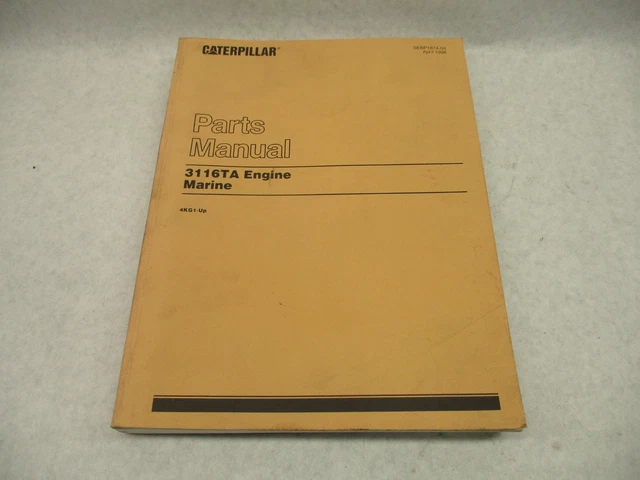 CATERPILLAR
Parts
Manual
3116TA Engine
Marine
4KG1-Up